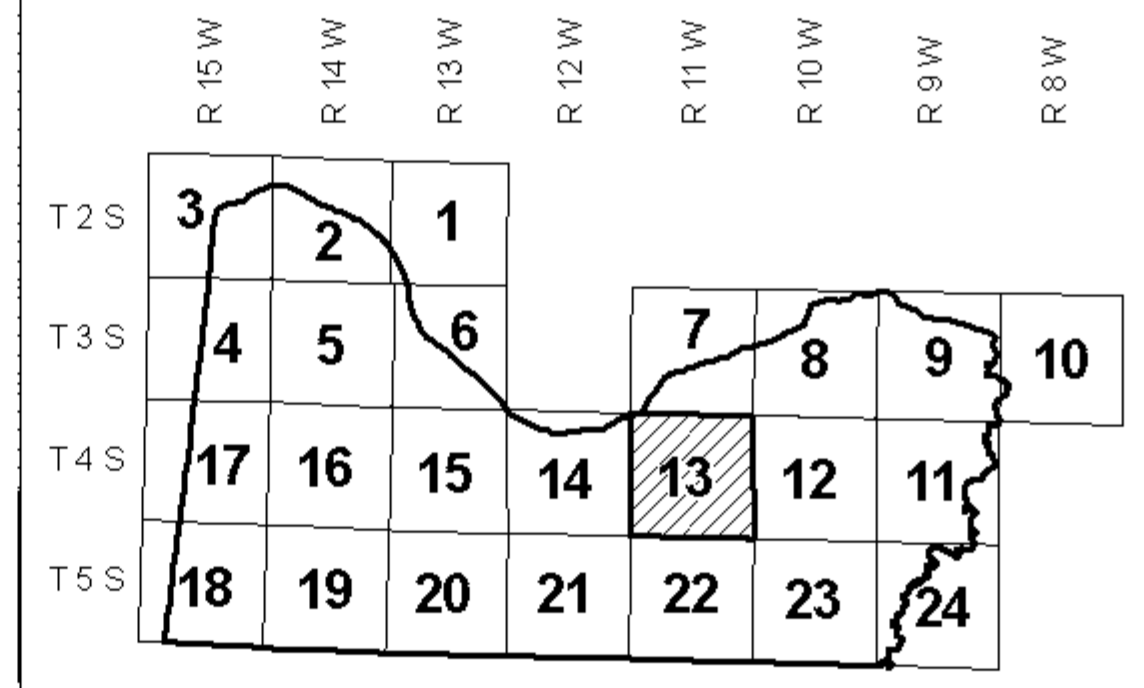 R 15 W R 14 W R 13 W R 12 W R 11 W R 10 W R 9 W R 8 W
T 2 S 3 2 1
T 3 S 4 5 6 7 8 9 10
T 4 S 17 16 15 14 13 12 11
T 5 S 18 19 20 21 22 23 24